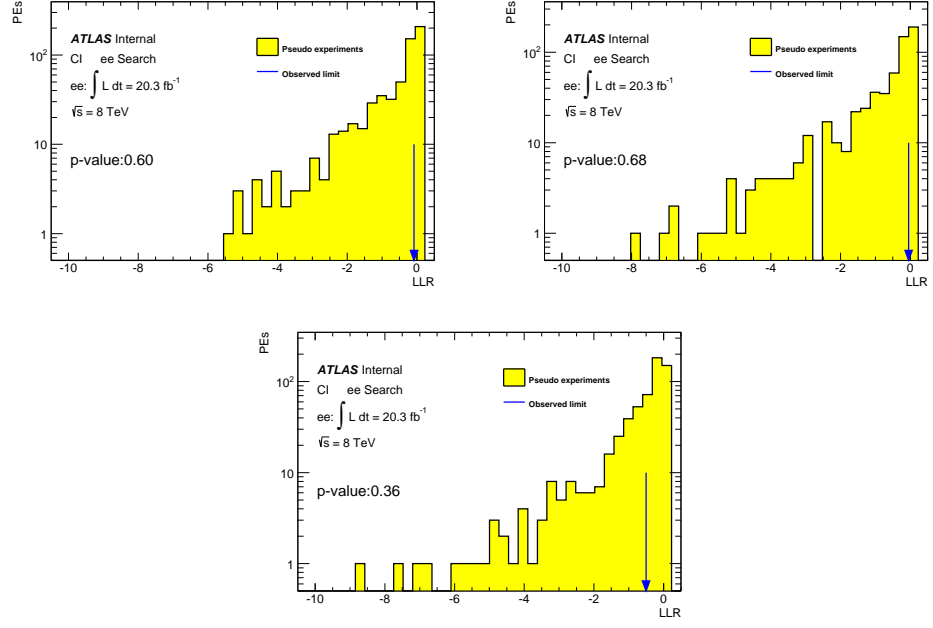 PEs
10²
10
1
ATLAS Internal
CI ee Search
ee: ∫ L dt = 20.3 fb⁻¹
√s = 8 TeV
p-value:0.60
Pseudo experiments
Observed limit
-10 -8 -6 -4 -2 0
LLR
PEs
10²
10
1
ATLAS Internal
CI ee Search
ee: ∫ L dt = 20.3 fb⁻¹
√s = 8 TeV
p-value:0.68
Pseudo experiments
Observed limit
-10 -8 -6 -4 -2 0
LLR
PEs
10²
10
1
ATLAS Internal
CI ee Search
ee: ∫ L dt = 20.3 fb⁻¹
√s = 8 TeV
p-value:0.36
Pseudo experiments
Observed limit
-10 -8 -6 -4 -2 0
LLR